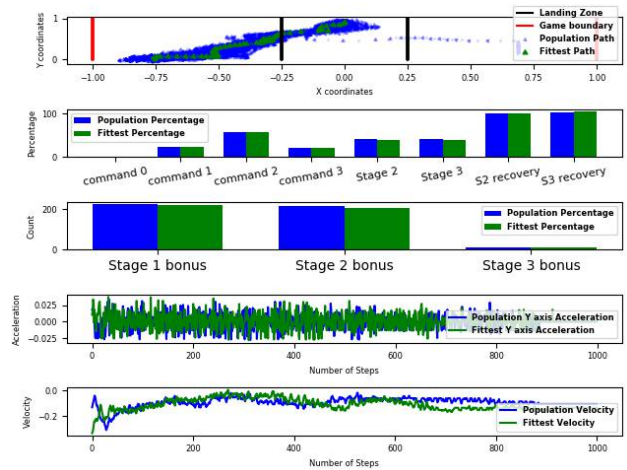 Landing Zone
Game boundary
Population Path
Fittest Path
Y coordinates
1
0
−1.00 −0.75 −0.50 −0.25 0.00 0.25 0.50 0.75 1.00
X coordinates
Population Percentage
Fittest Percentage
Percentage
100
0
command 0 command 1 command 2 command 3 Stage 2 Stage 3 S2 recovery S3 recovery
Population Percentage
Fittest Percentage
Count
200
0
Stage 1 bonus Stage 2 bonus Stage 3 bonus
Population Y axis Acceleration
Fittest Y axis Acceleration
Acceleration
0.025
0.000
−0.025
0 200 400 600 800 1000
Number of Steps
Population Velocity
Fittest Velocity
Velocity
0.0
−0.2
0 200 400 600 800 1000
Number of Steps